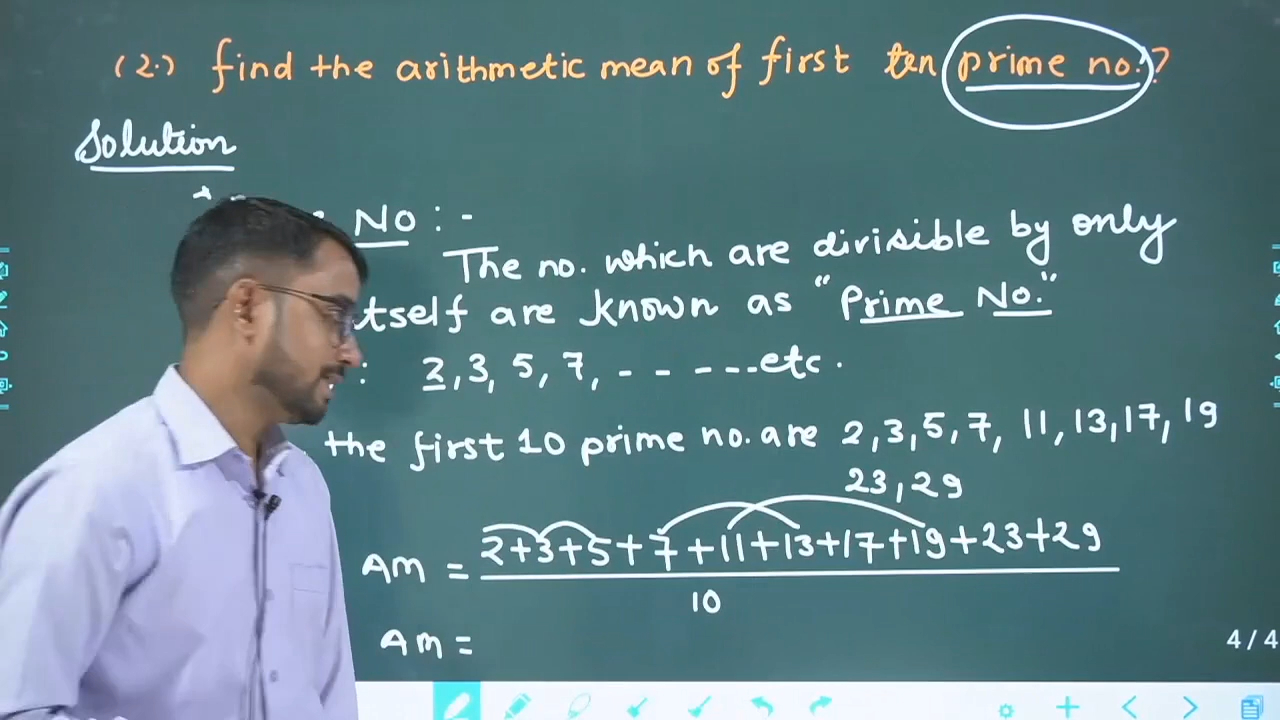 (2.) find the arithmetic mean of first ten prime no.?
Solution
NO :-
The no. which are divisible by only
itself are known as “Prime No.”
: 2, 3, 5, 7, - - - --- etc.
the first 10 prime no. are 2, 3, 5, 7, 11, 13, 17, 19
23, 29
AM = 2+3+5+7+11+13+17+19+23+29
10
AM =
4/4